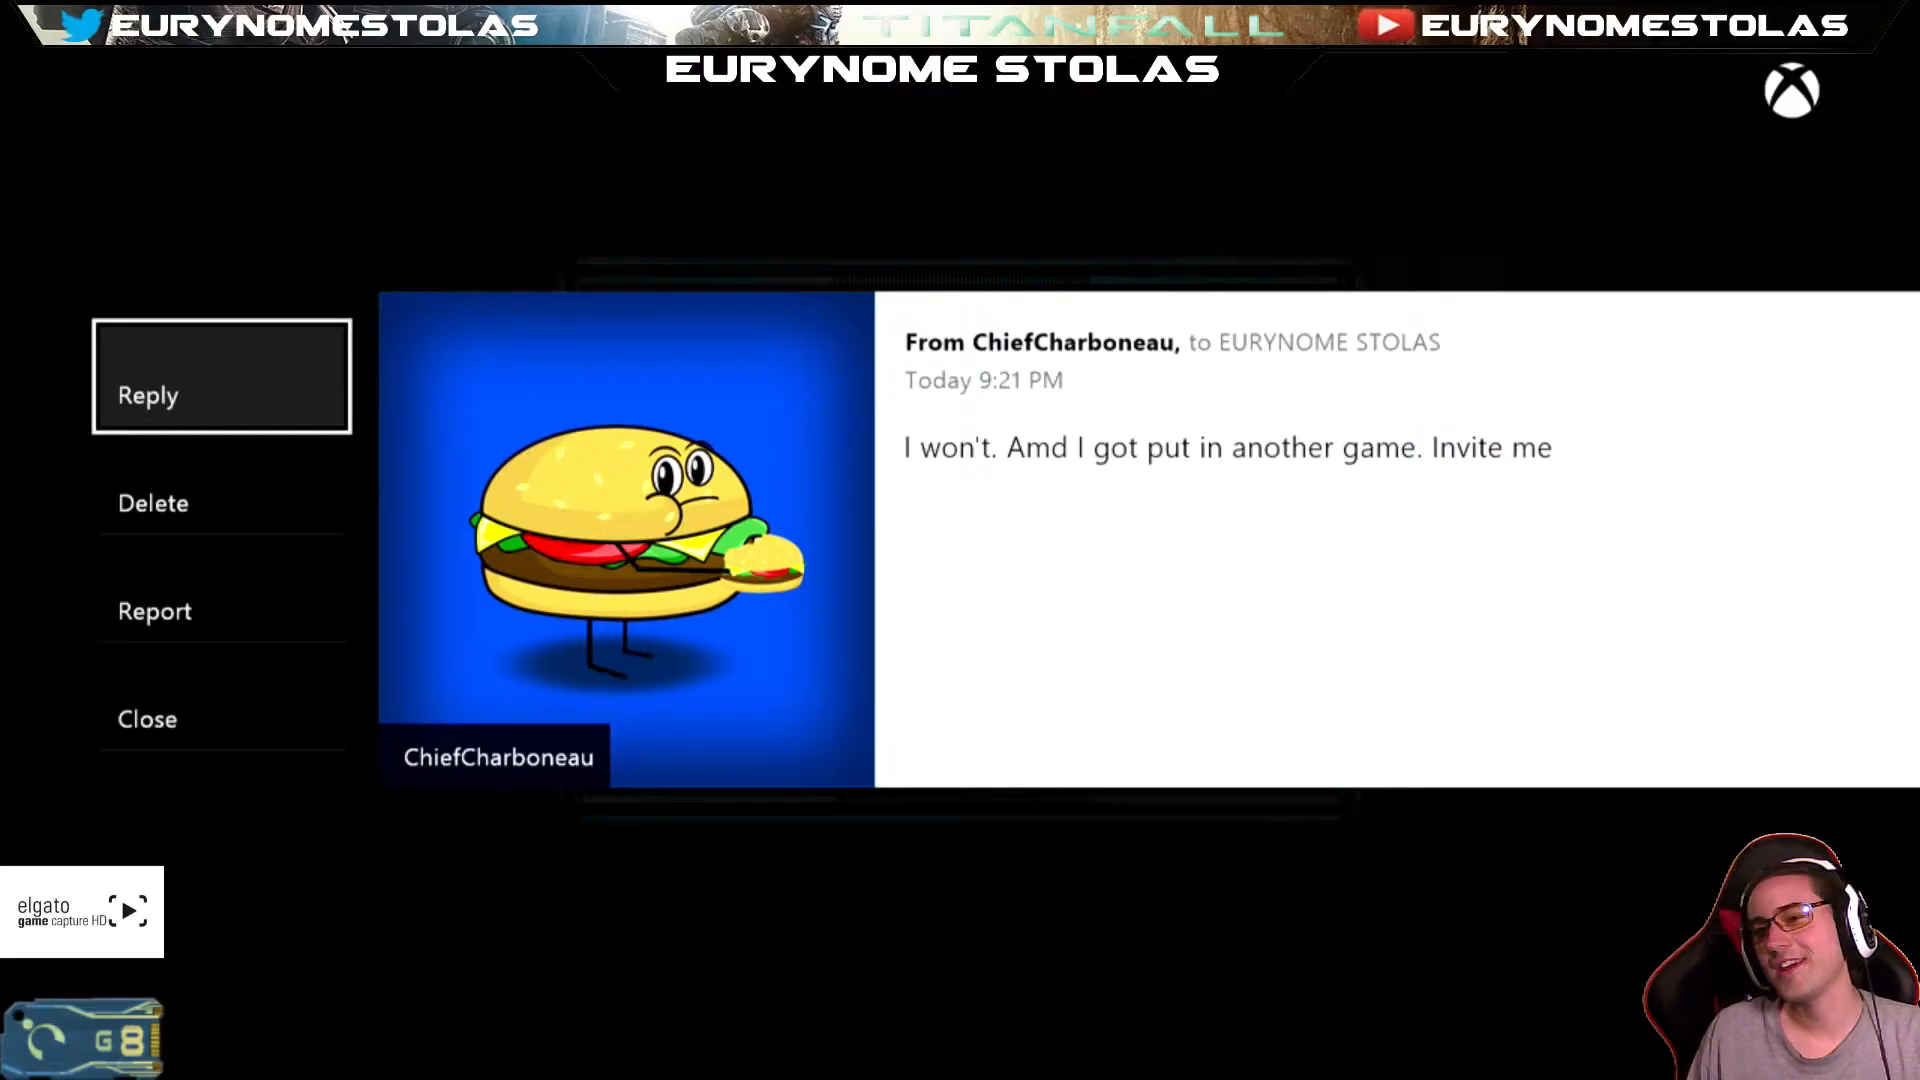 EURYNOMESTOLAS
TITANFALL
EURYNOMESTOLAS
EURYNOME STOLAS
From ChiefCharboneau, to EURYNOME STOLAS
Today 9:21 PM
I won't. Amd I got put in another game. Invite me
Reply
Delete
Report
Close
ChiefCharboneau
elgato
game capture HD
G8